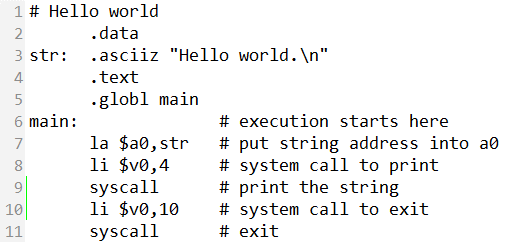 1 # Hello world
2       .data
3 str:  .asciiz "Hello world.\n"
4       .text
5       .globl main
6 main:              # execution starts here
7       la $a0,str   # put string address into a0
8       li $v0,4     # system call to print
9       syscall      # print the string
10       li $v0,10    # system call to exit
11       syscall      # exit